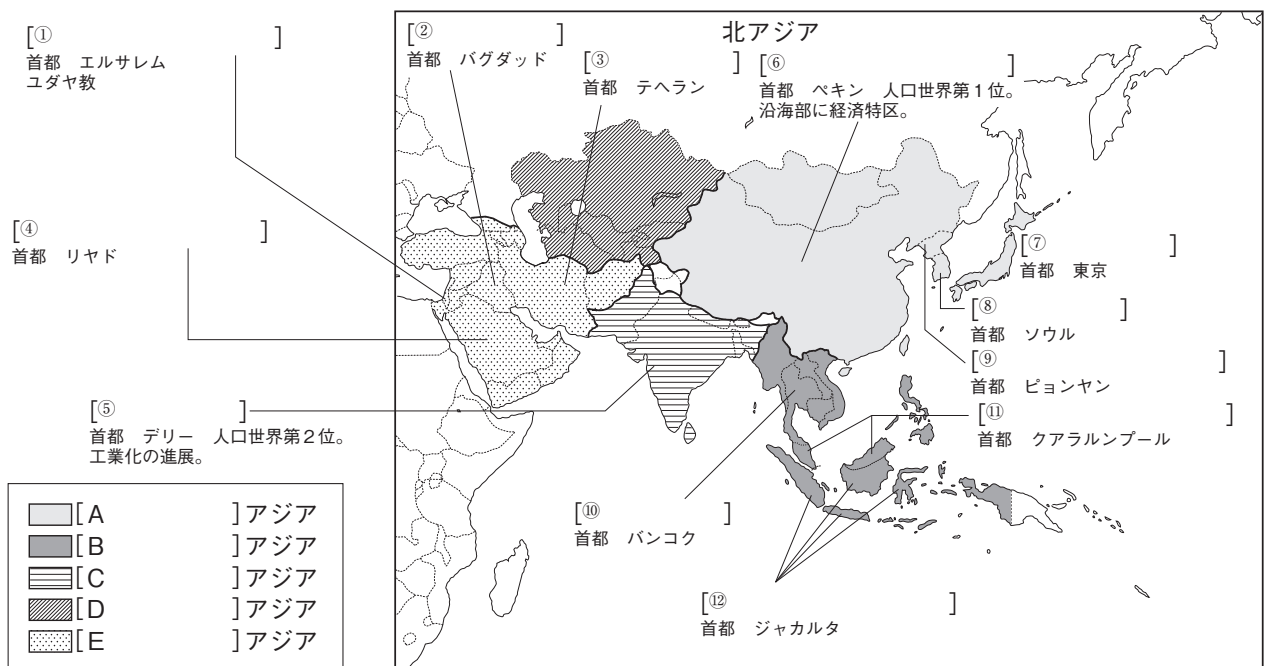 [① ]
首都 エルサレム
ユダヤ教
[② ]
首都 バグダッド
北アジア
[③ ]
首都 テヘラン
[⑥ ]
首都 ペキン 人口世界第1位。
沿海部に経済特区。
[④ ]
首都 リヤド
[⑦ ]
首都 東京
[⑧ ]
首都 ソウル
[⑨ ]
首都 ピョンヤン
[⑤ ]
首都 デリー 人口世界第2位。
工業化の進展。
[⑪ ]
首都 クアラルンプール
[⑩ ]
首都 バンコク
[⑫ ]
首都 ジャカルタ
[A ]アジア
[B ]アジア
[C ]アジア
[D ]アジア
[E ]アジア